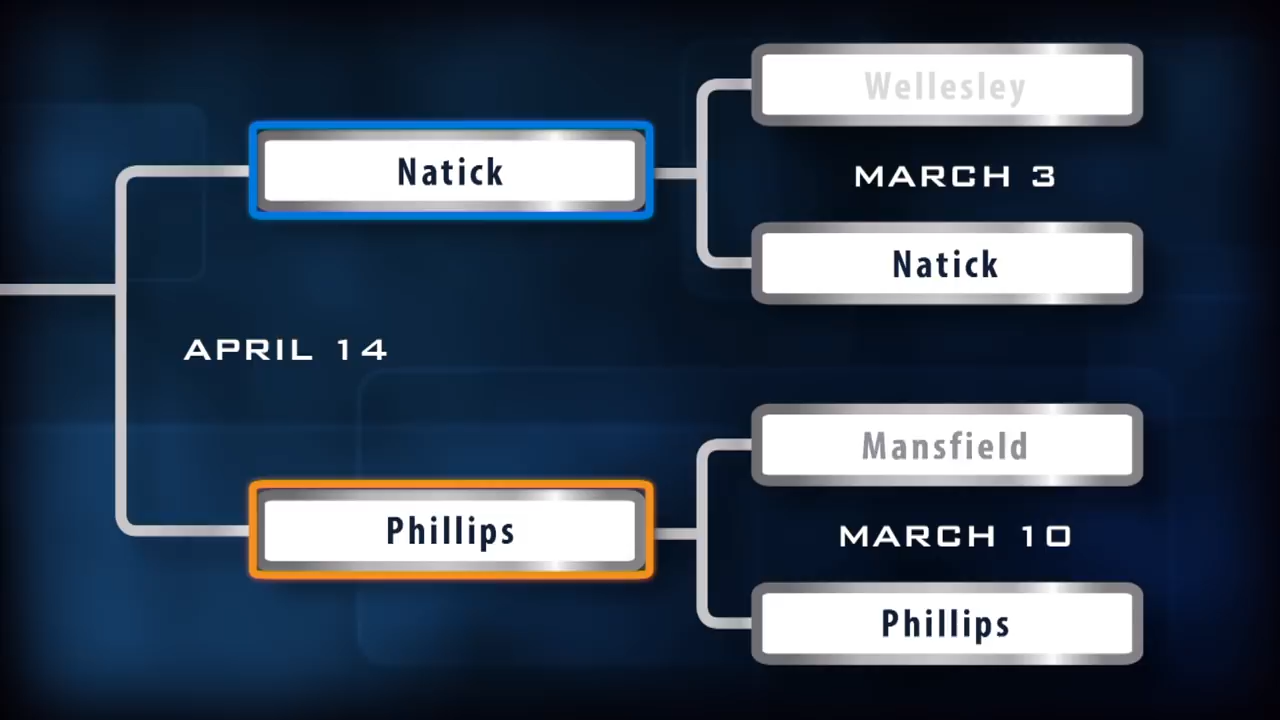 Wellesley
Natick
MARCH 3
Natick
APRIL 14
Mansfield
Phillips
MARCH 10
Phillips